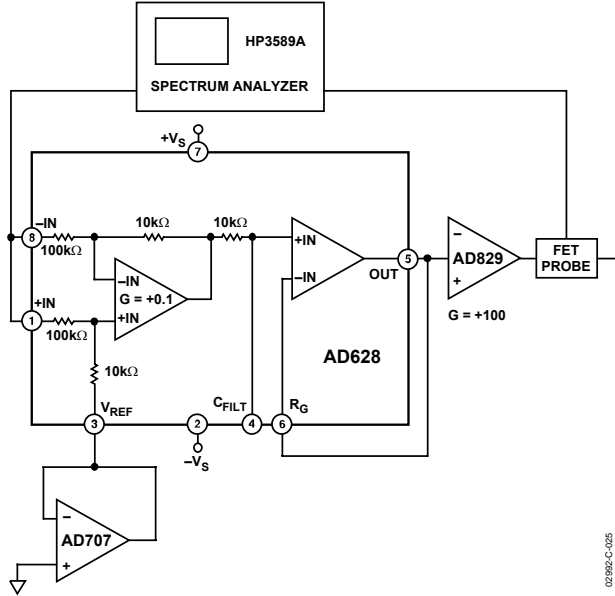 HP3589A
SPECTRUM ANALYZER
+VS
7
–IN
8
100kΩ
10kΩ
10kΩ
–IN
G = +0.1
+IN
+IN
1
100kΩ
10kΩ
+IN
–IN
OUT
5
AD628
–
AD829
+
G = +100
FET
PROBE
VREF
3
2
–VS
CFILT
4
RG
6
–
AD707
+
02992-C-025